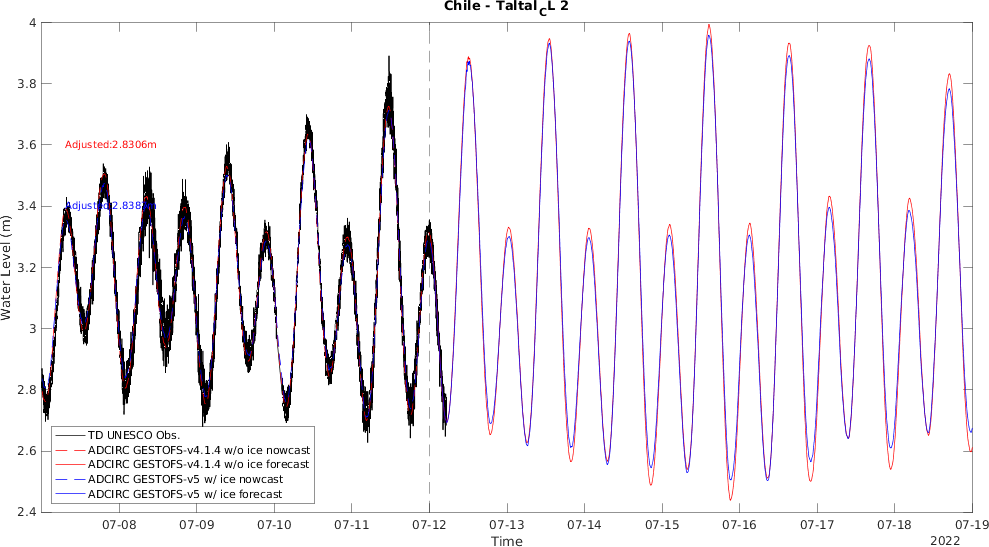 Chile - Taltal_CL 2
Water Level (m)
4
3.8
3.6
3.4
3.2
3
2.8
2.6
2.4
Adjusted:2.8306m
TD UNESCO Obs.
ADCIRC GESTOFS-v4.1.4 w/o ice nowcast
ADCIRC GESTOFS-v4.1.4 w/o ice forecast
ADCIRC GESTOFS-v5 w/ ice nowcast
ADCIRC GESTOFS-v5 w/ ice forecast
07-08 07-09 07-10 07-11 07-12 07-13 07-14 07-15 07-16 07-17 07-18 07-19
Time
2022